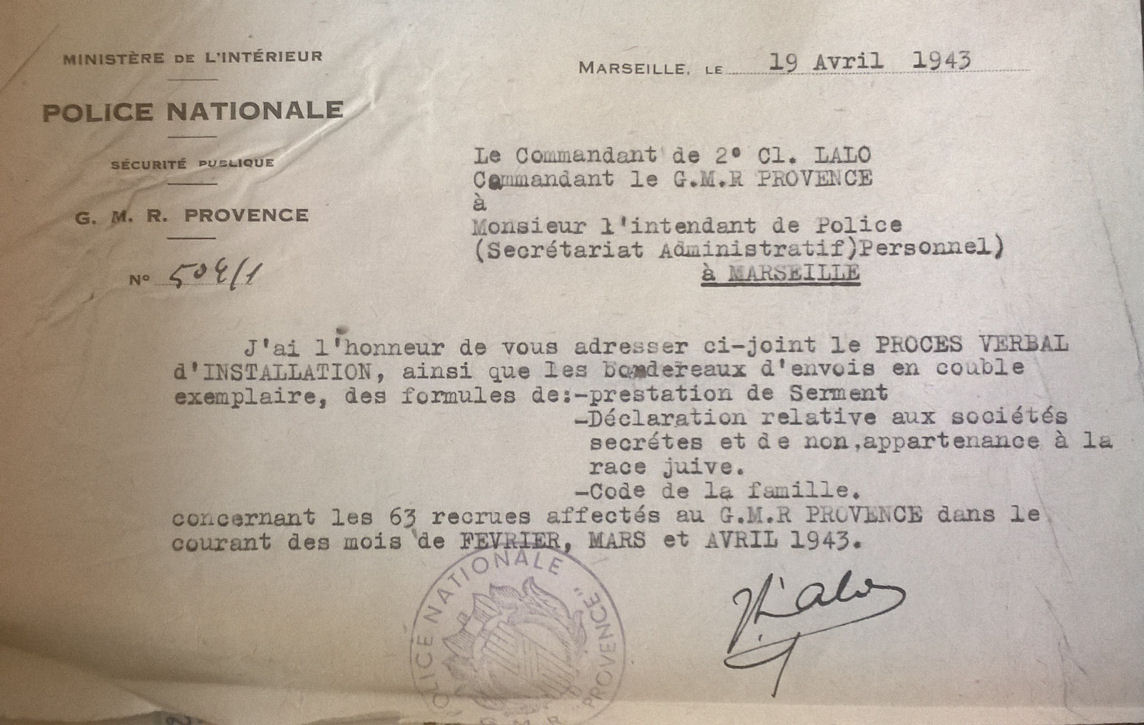 MINISTÈRE DE L'INTÉRIEUR
POLICE NATIONALE
SÉCURITÉ PUBLIQUE
G. M. R. PROVENCE
Nº 504/1
MARSEILLE, LE 19 Avril 1943
Le Commandant de 2º Cl. LALO
Commandant le G.M.R PROVENCE
à
Monsieur l'intendant de Police
(Secrétariat Administratif)Personnel)
à MARSEILLE
J'ai l'honneur de vous adresser ci-joint le PROCES VERBAL
d'INSTALLATION, ainsi que les bordereaux d'envois en couble
exemplaire, des formules de:-prestation de Serment
-Déclaration relative aux sociétés
secrétes et de non,appartenance à la
race juive.
-Code de la famille.
concernant les 63 recrues affectés au G.M.R PROVENCE dans le
courant des mois de FEVRIER, MARS et AVRIL 1943.
Lalo
POLICE NATIONALE
G M R "PROVENCE"